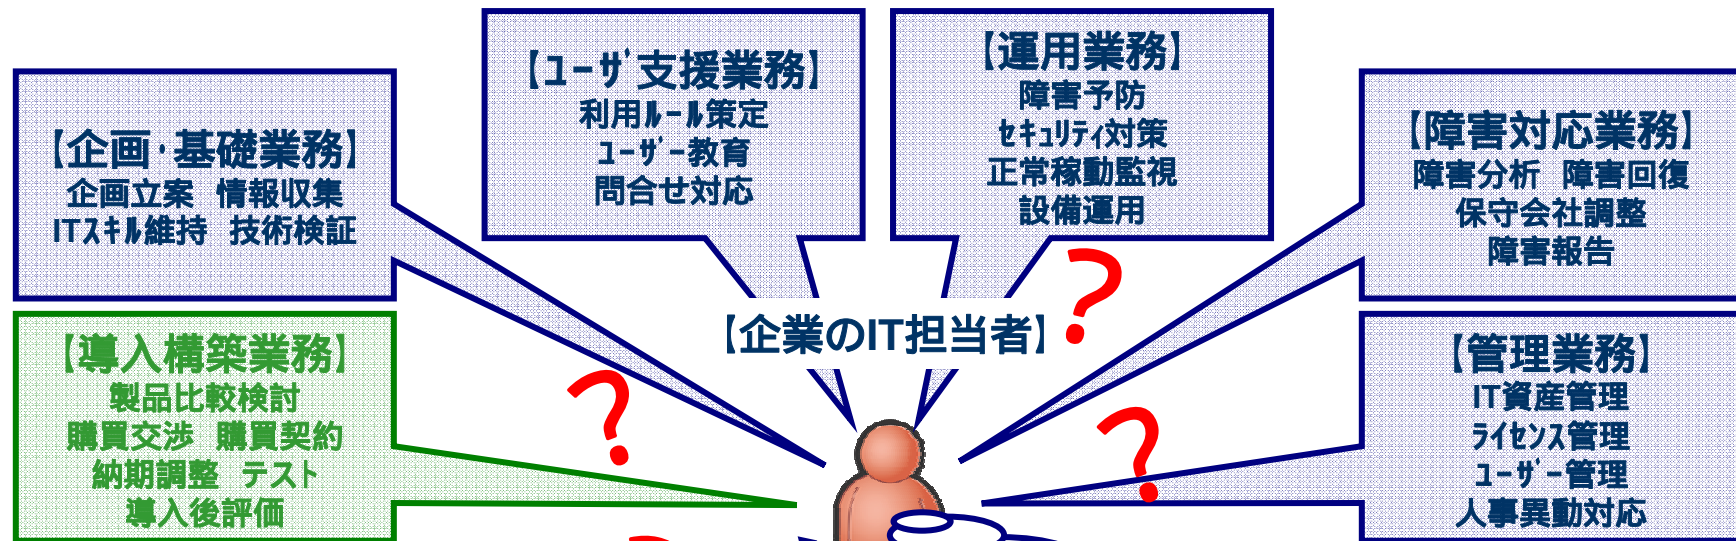 【企画・基礎業務】
企画立案　情報収集
ITｽｷﾙ維持　技術検証
【ﾕｰｻﾞ支援業務】
利用ﾙｰﾙ策定
ﾕｰｻﾞｰ教育
問合せ対応
【運用業務】
障害予防
ｾｷｭﾘﾃｨ対策
正常稼動監視
設備運用
【障害対応業務】
障害分析　障害回復
保守会社調整
障害報告
【企業のIT担当者】
？
？
？
【導入構築業務】
製品比較検討
購買交渉　購買契約
納期調整　テスト
導入後評価
【管理業務】
IT資産管理
ﾗｲｾﾝｽ管理
ﾕｰｻﾞｰ管理
人事異動対応